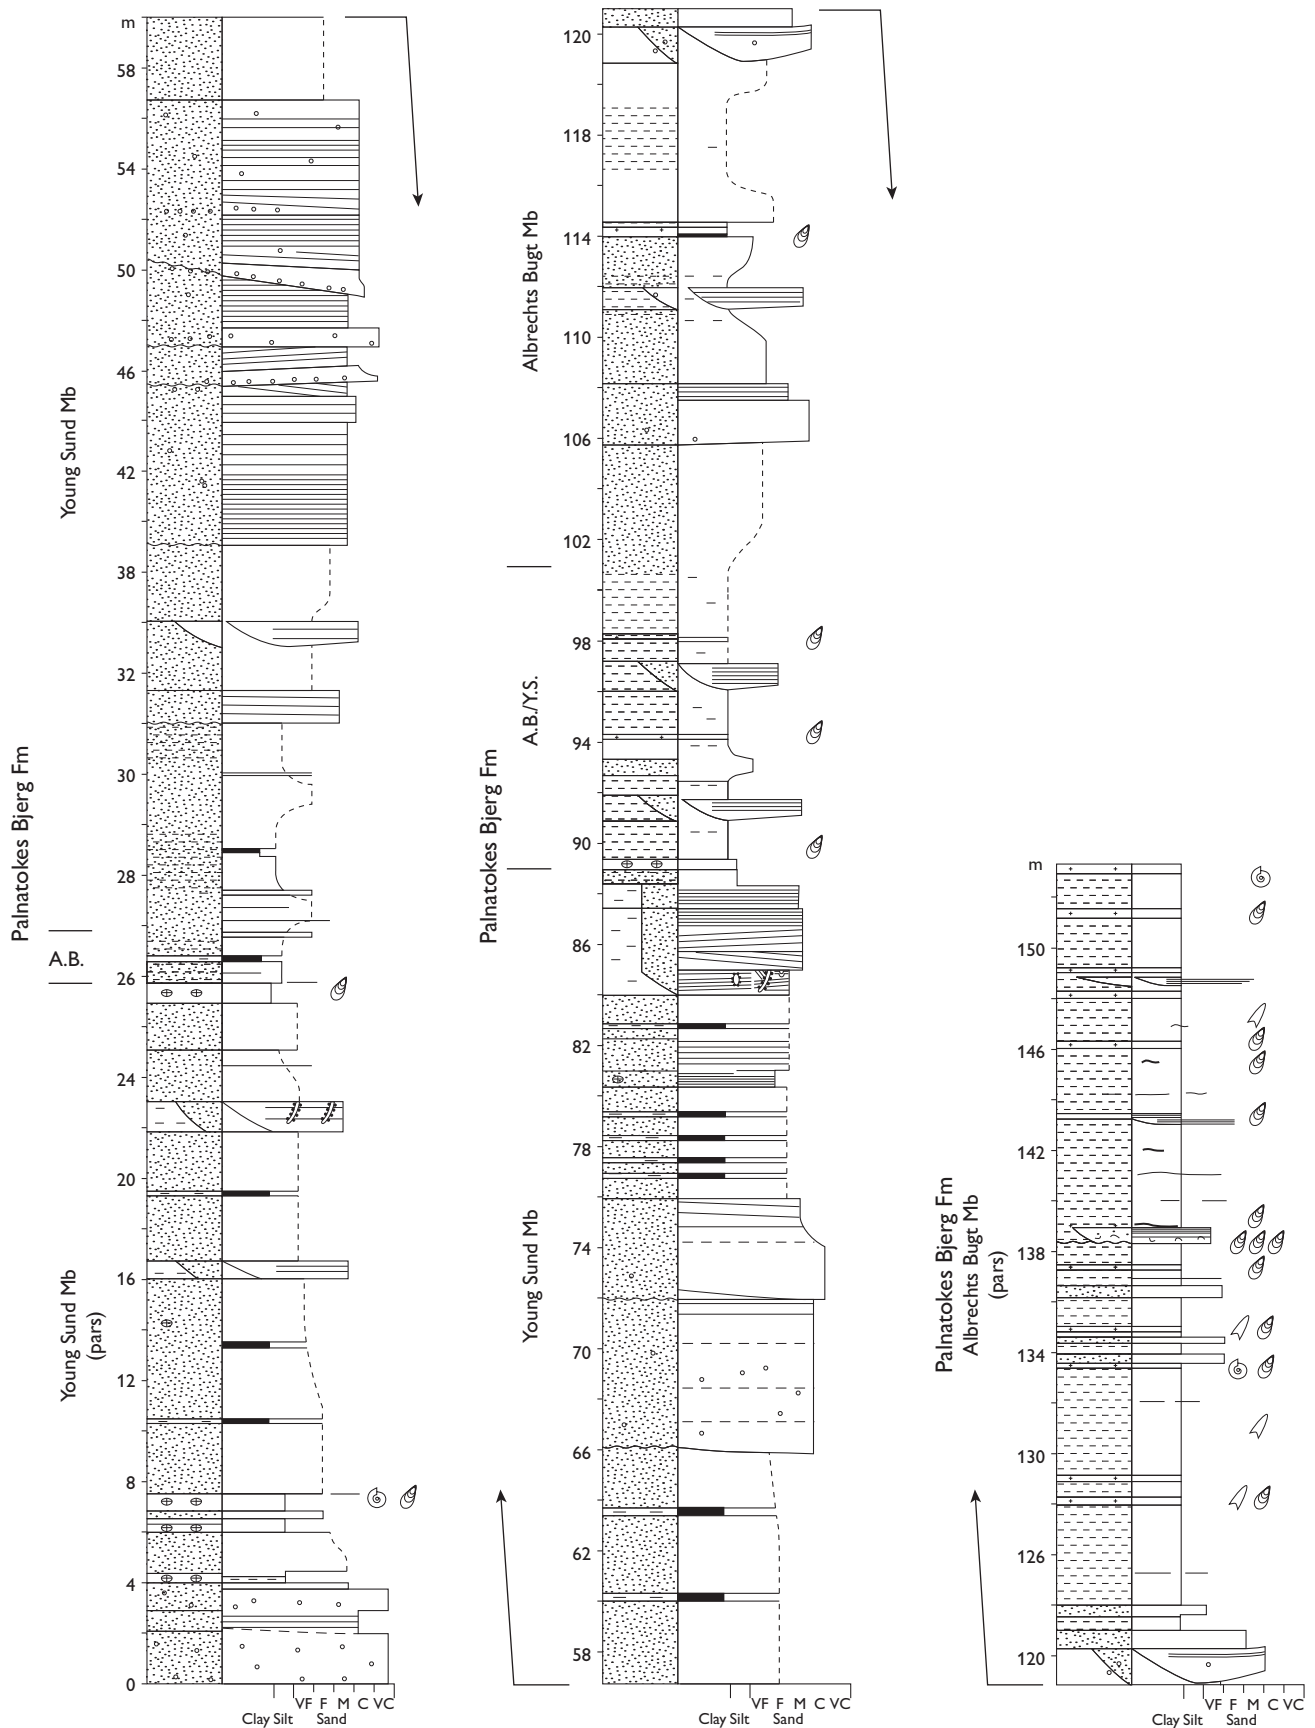 m
58
54
50
46
42
38
32
30
28
26
24
20
16
12
8
4
0
Young Sund Mb
Palnatokes Bjerg Fm
A.B.
Young Sund Mb
(pars)
VF F M C VC
Clay Silt Sand
120
118
114
110
106
102
98
94
90
86
82
78
74
70
66
62
58
Albrechts Bugt Mb
A.B./Y.S.
Palnatokes Bjerg Fm
Young Sund Mb
VF F M C VC
Clay Silt Sand
m
150
146
142
138
134
130
126
120
Palnatokes Bjerg Fm
Albrechts Bugt Mb
(pars)
VF F M C VC
Clay Silt Sand